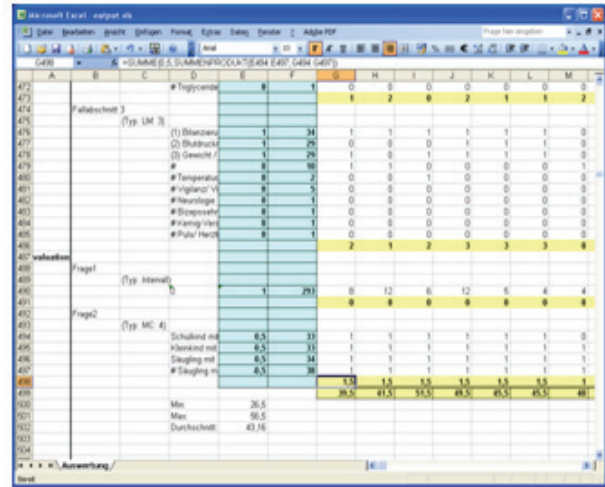 Microsoft Excel - output.xls
Datei Bearbeiten Ansicht Einfügen Format Extras Daten Fenster ? Adobe PDF
Frage hier eingeben
Arial 10
G498 =SUMME(0,5;SUMMENPRODUKT(E494:E497;G494:G497))
A B C D E F G H I J K L M
472 # Triglyceride 0 1 0 0 0 0 0 0 0
473 1 2 0 2 1 1 2
474 Fallabschnitt 3
475 (Typ: LM: 3)
476 (1) Bilanzieru 1 34 1 1 1 1 1 1 0
477 (2) Blutdruck 1 29 0 0 0 1 1 1 0
478 (3) Gewicht / 1 29 1 0 1 1 1 1 0
479 # 0 10 1 1 0 0 0 0 1
480 # Temperatur 0 2 0 0 0 0 0 0 0
481 # Vigilanz/ Vi 0 5 0 0 0 0 0 0 0
482 # Neurologie 0 1 0 0 0 0 0 0 0
483 0 1 0 0 0 0 0 0 0
484 # Kernig 0 1 0 0 0 0 0 0 0
485 # Puls/ Herzf 0 1 0 0 0 0 0 0 0
486 2 1 2 3 3 3 0
487 valuation
488 Frage1
489 (Typ: Intervall)
490 0 1 293 8 12 6 12 5 4 4
491 0 0 0 0 0 0 0
492 Frage2
493 (Typ: MC: 4)
494 Schulkind mit 0,5 33 1 1 1 1 1 1 0
495 Kleinkind mit 0,5 33 1 1 1 1 1 1 1
496 Säugling mit 0,5 34 1 1 1 1 1 1 1
497 # Säugling m 0,5 38 1 1 1 1 1 1 1
498 1,5 1,5 1,5 1,5 1,5 1,5 1
499 39,5 41,5 51,5 49,5 45,5 45,5 40
500 Min: 26,5
501 Max: 56,5
502 Durchschnitt: 43,16
503
504
Auswertung
Bereit